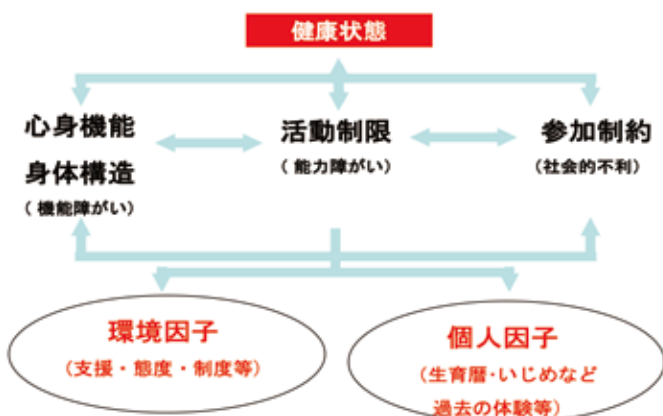 健康状態
心身機能
身体構造
(機能障がい)
活動制限
(能力障がい)
参加制約
(社会的不利)
環境因子
(支援・態度・制度等)
個人因子
(生育暦・いじめなど
過去の体験等)